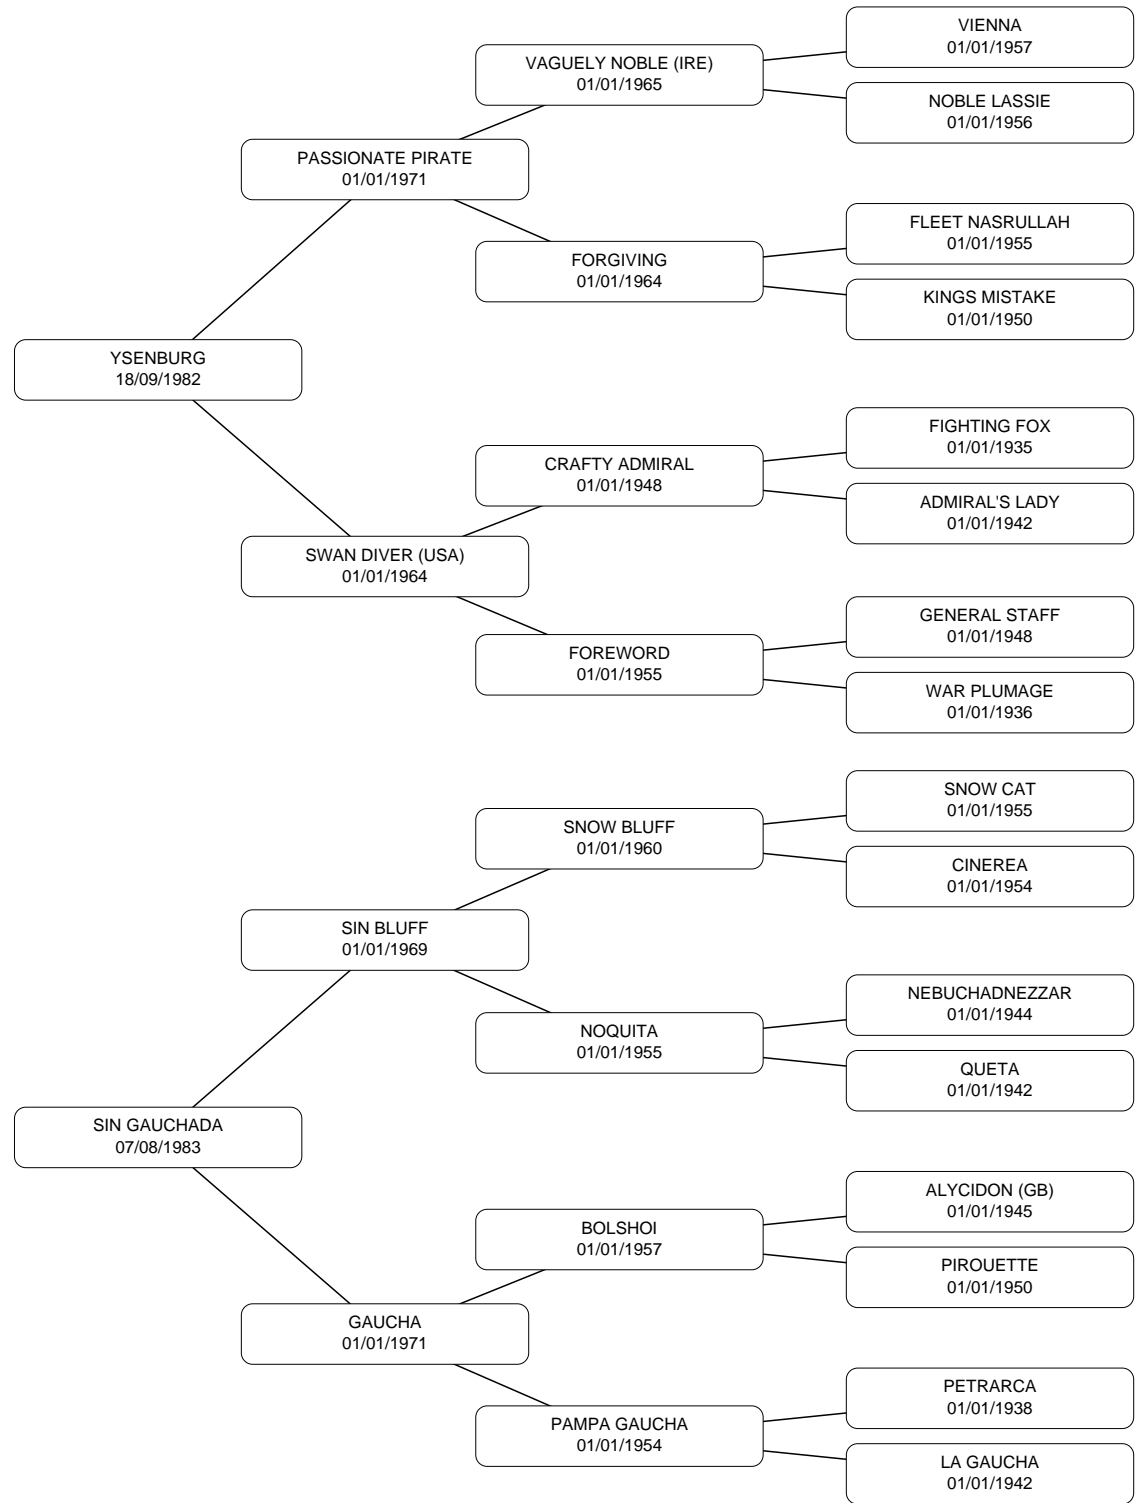 VIENNA
01/01/1957
VAGUELY NOBLE (IRE)
01/01/1965
NOBLE LASSIE
01/01/1956
PASSIONATE PIRATE
01/01/1971
FLEET NASRULLAH
01/01/1955
FORGIVING
01/01/1964
KINGS MISTAKE
01/01/1950
YSENBURG
18/09/1982
FIGHTING FOX
01/01/1935
CRAFTY ADMIRAL
01/01/1948
ADMIRAL'S LADY
01/01/1942
SWAN DIVER (USA)
01/01/1964
GENERAL STAFF
01/01/1948
FOREWORD
01/01/1955
WAR PLUMAGE
01/01/1936
SNOW CAT
01/01/1955
SNOW BLUFF
01/01/1960
CINEREA
01/01/1954
SIN BLUFF
01/01/1969
NEBUCHADNEZZAR
01/01/1944
NOQUITA
01/01/1955
QUETA
01/01/1942
SIN GAUCHADA
07/08/1983
ALYCIDON (GB)
01/01/1945
BOLSHOI
01/01/1957
PIROUETTE
01/01/1950
GAUCHA
01/01/1971
PETRARCA
01/01/1938
PAMPA GAUCHA
01/01/1954
LA GAUCHA
01/01/1942